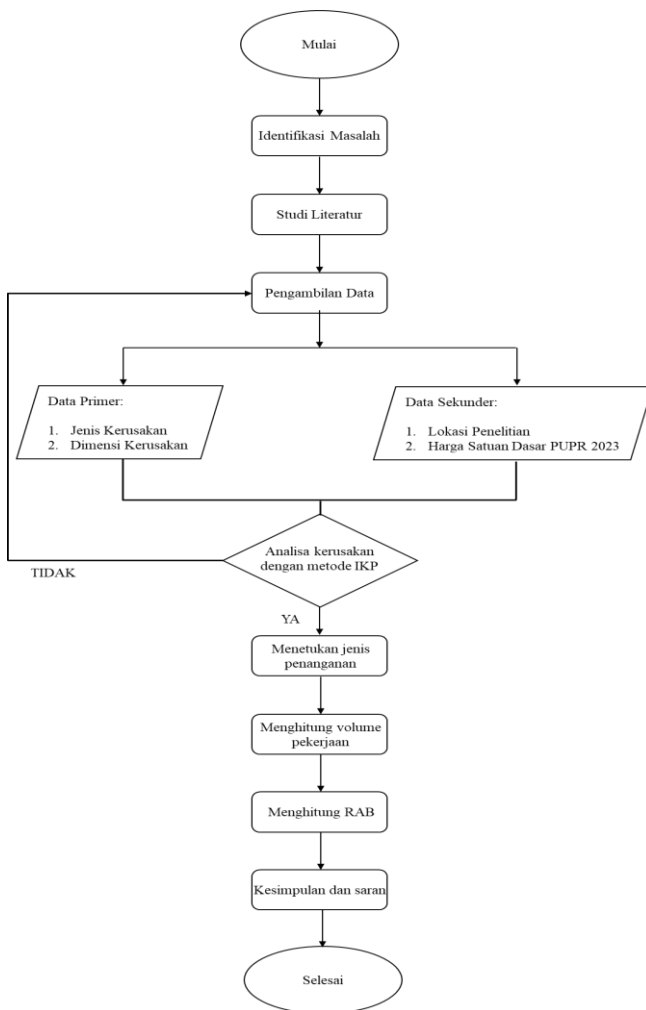 Mulai
Identifikasi Masalah
Studi Literatur
Pengambilan Data
Data Primer:
1. Jenis Kerusakan
2. Dimensi Kerusakan
Data Sekunder:
1. Lokasi Penelitian
2. Harga Satuan Dasar PUPR 2023
Analisa kerusakan
dengan metode IKP
TIDAK
YA
Menetukan jenis
penanganan
Menghitung volume
pekerjaan
Menghitung RAB
Kesimpulan dan saran
Selesai